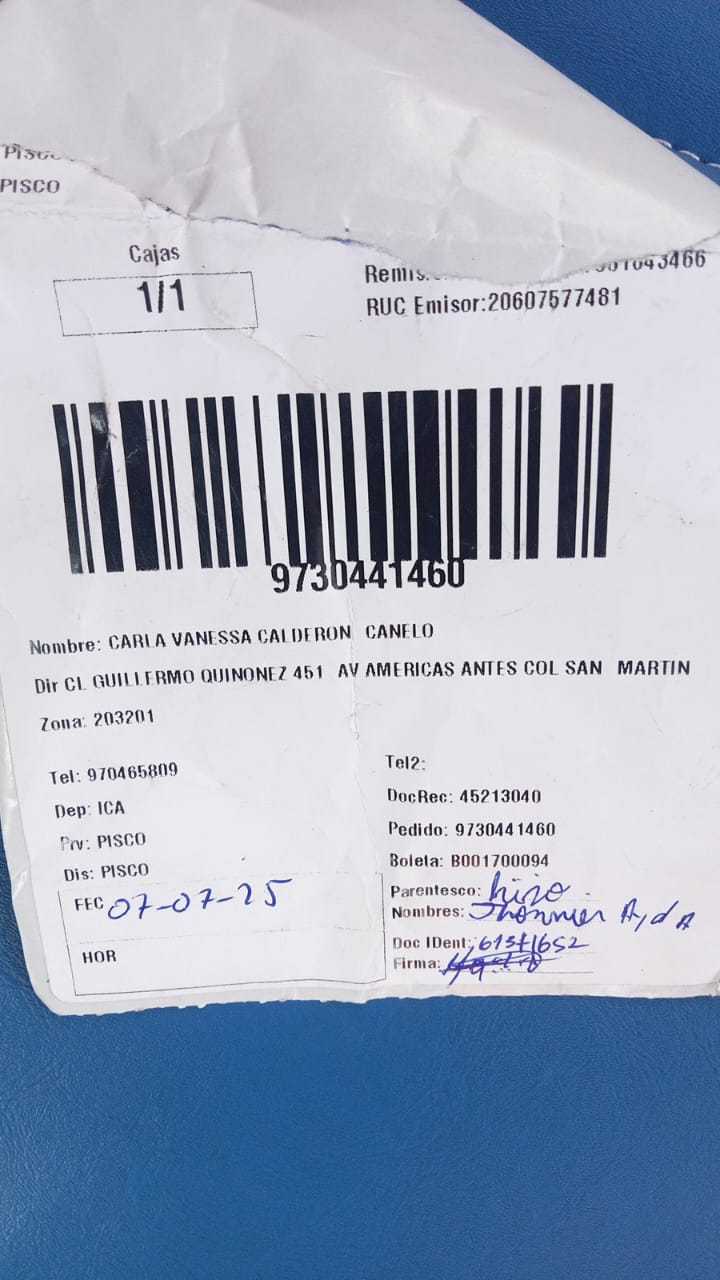 PISCO
PISCO
Cajas
1/1
RUC Emisor:20607577481
9730441460
Nombre: CARLA VANESSA CALDERON CANELO
Dir CL GUILLERMO QUINONEZ 451 AV AMERICAS ANTES COL SAN MARTIN
Zona: 203201
Tel: 970465809
Dep: ICA
Prv: PISCO
Dis: PISCO
FEC 07-07-25
HOR
Tel2:
DocRec: 45213040
Pedido: 9730441460
Boleta: B001700094
Parentesco: hijo
Nombres:
Doc IDent:
Firma: